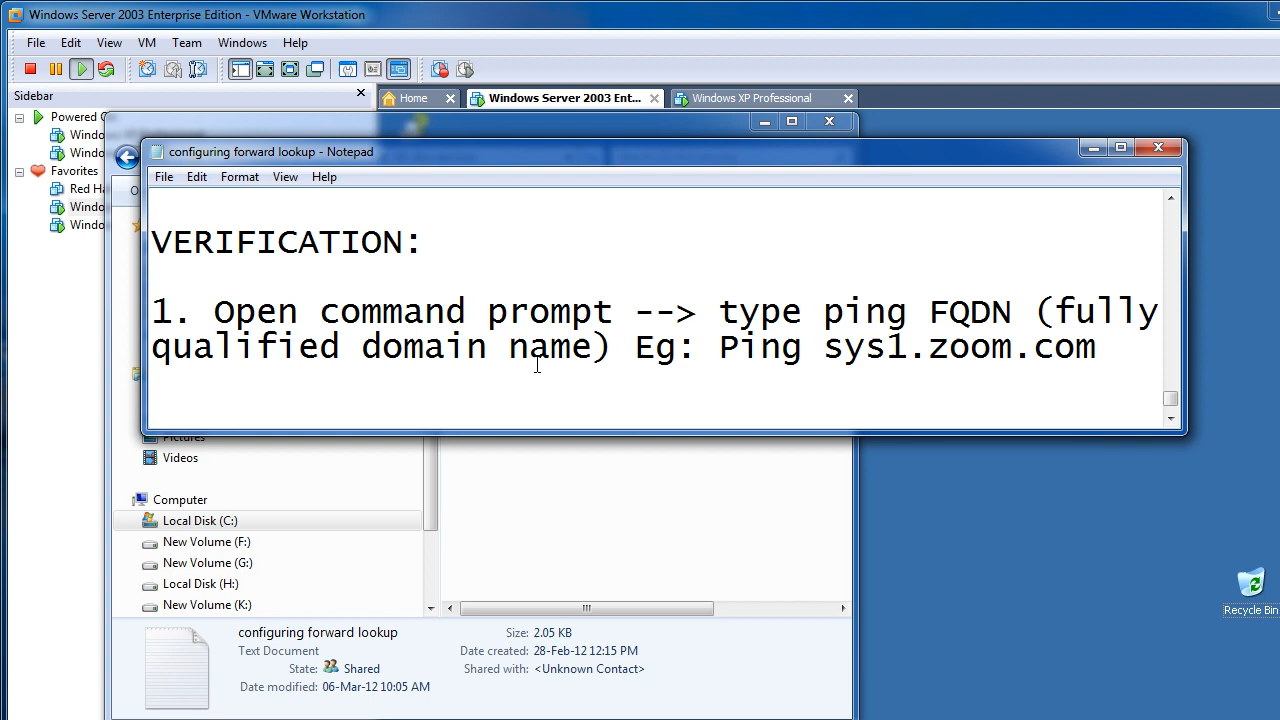 Windows Server 2003 Enterprise Edition - VMware Workstation
File Edit View VM Team Windows Help
Sidebar
Home
Windows Server 2003 Ent...
Windows XP Professional
Powered
Favorites
configuring forward lookup - Notepad
File Edit Format View Help
VERIFICATION:
1. Open command prompt --> type ping FQDN (fully
qualified domain name) Eg: Ping sys1.zoom.com
Pictures
Videos
Computer
Local Disk (C:)
New Volume (F:)
New Volume (G:)
Local Disk (H:)
New Volume (K:)
Recycle Bin
configuring forward lookup Size: 2.05 KB
Text Document Date created: 28-Feb-12 12:15 PM
State: Shared Shared with: <Unknown Contact>
Date modified: 06-Mar-12 10:05 AM